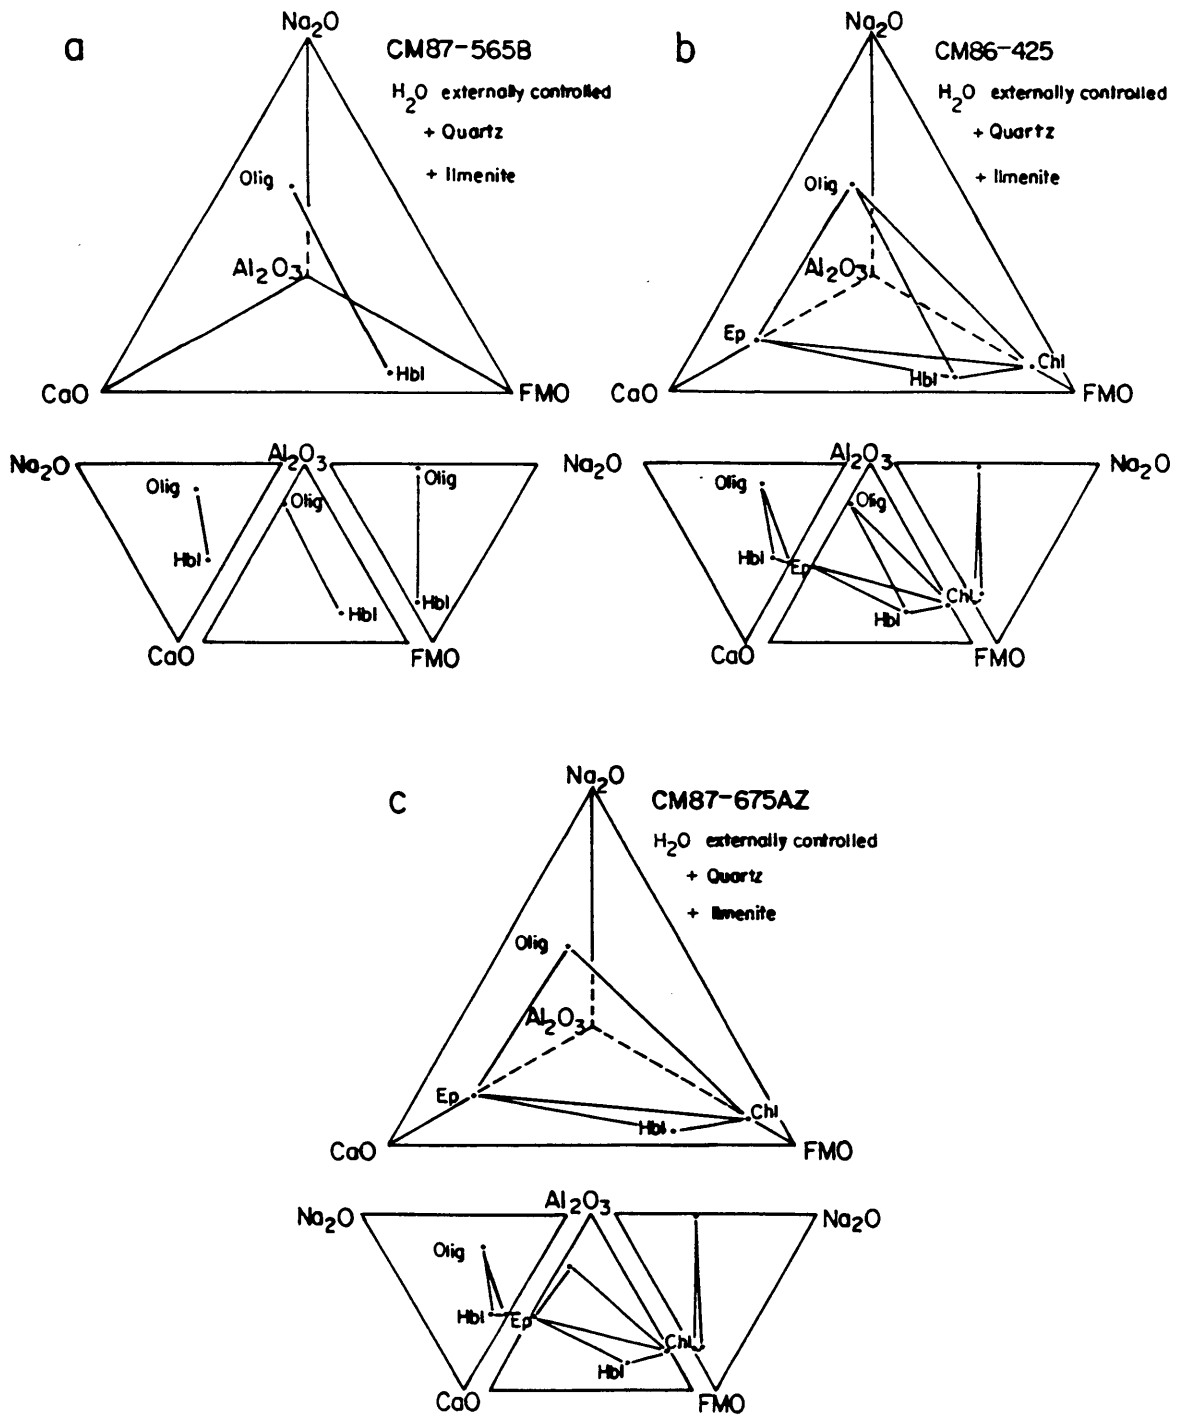 a
Na2O
CM87-565B
H2O externally controlled
+ Quartz
+ Ilmenite
Olig
Al2O3
Hbl
CaO
FMO
Na2O
Al2O3
Olig
Hbl
Olig
Hbl
Olig
Hbl
CaO
FMO
b
Na2O
CM86-425
H2O externally controlled
+ Quartz
+ Ilmenite
Olig
Al2O3
Ep
Chl
Hbl
CaO
FMO
Na2O
Al2O3
Na2O
Olig
Olig
Hbl
Ep
Chl
Hbl
CaO
FMO
c
Na2O
CM87-675AZ
H2O externally controlled
+ Quartz
+ Ilmenite
Olig
Al2O3
Ep
Chl
Hbl
CaO
FMO
Na2O
Al2O3
Na2O
Olig
Hbl
Ep
Chl
Hbl
CaO
FMO